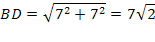 BD = √(7² + 7²) = 7√2